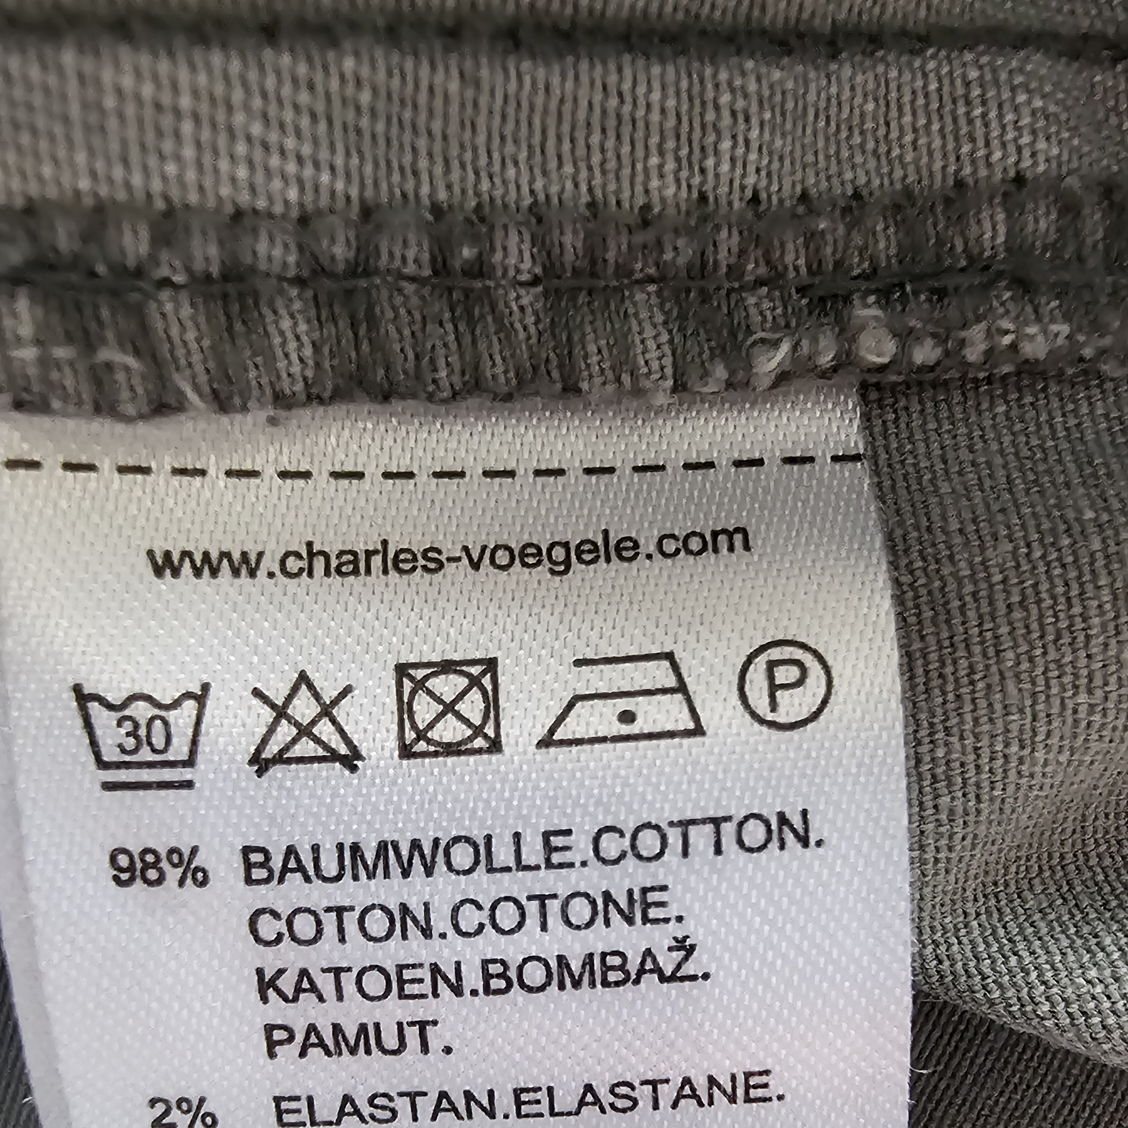 www.charles-voegele.com
30 P
98% BAUMWOLLE.COTTON.
COTON.COTONE.
KATOEN.BOMBAŽ.
PAMUT.
2% ELASTAN.ELASTANE.